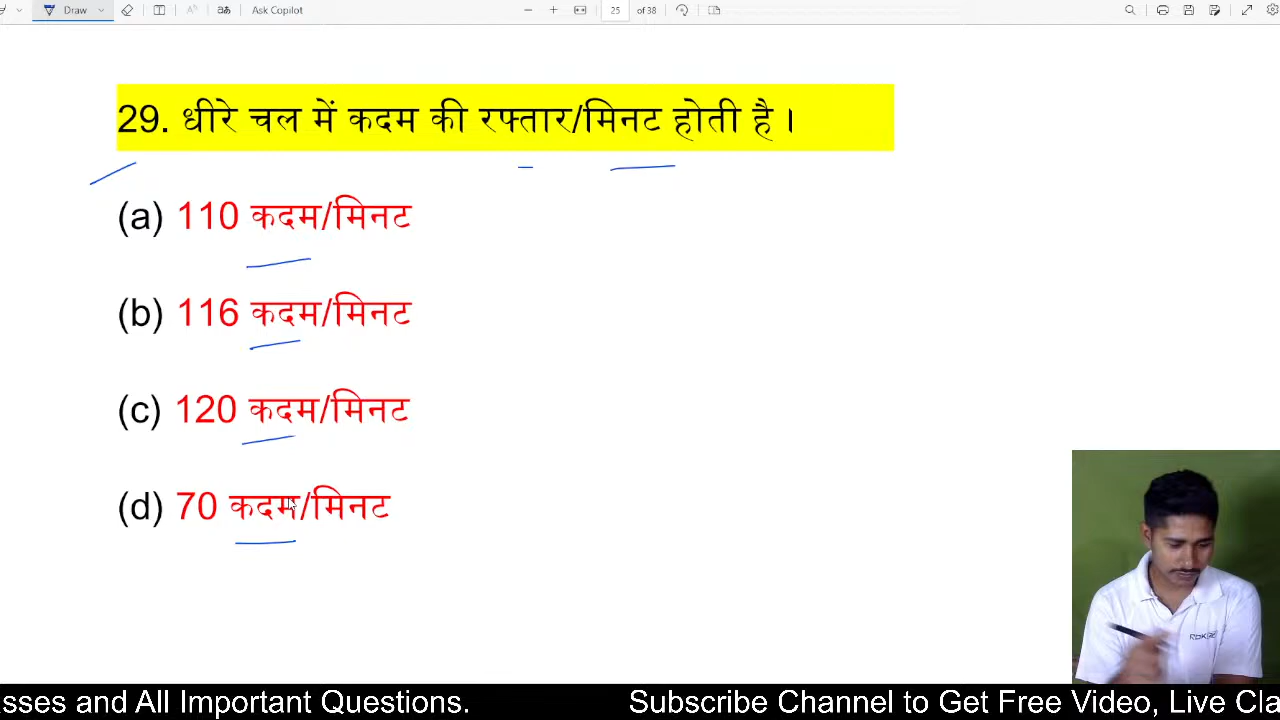 Draw
Ask Copilot
25 of 38
29. धीरे चल में कदम की रफ्तार/मिनट होती है।
(a) 110 कदम/मिनट
(b) 116 कदम/मिनट
(c) 120 कदम/मिनट
(d) 70 कदम/मिनट
sses and All Important Questions. Subscribe Channel to Get Free Video, Live Cla